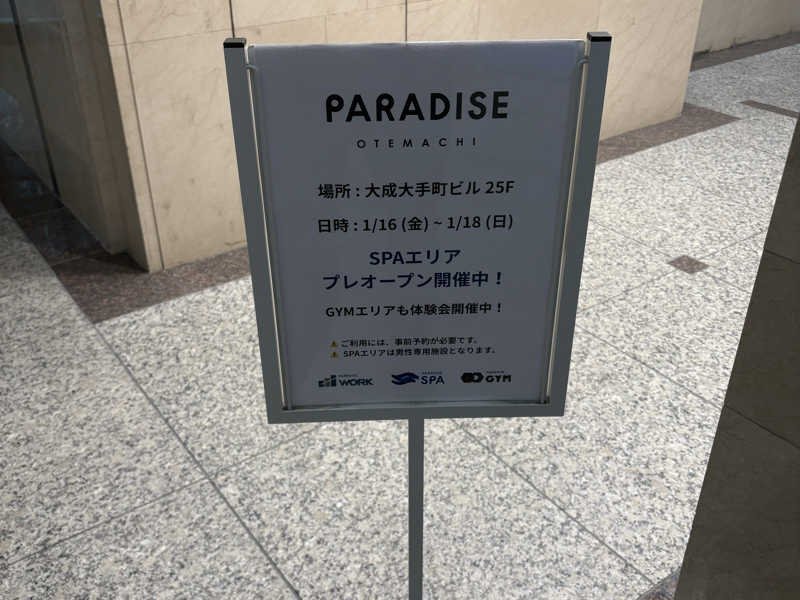 PARADISE
OTEMACHI
場所 : 大成大手町ビル 25F
日時 : 1/16 (金) ~ 1/18 (日)
SPAエリア
プレオープン開催中！
GYMエリアも体験会開催中！
⚠ ご利用には、事前予約が必要です。
⚠ SPAエリアは男性専用施設となります。
WORK SPA GYM